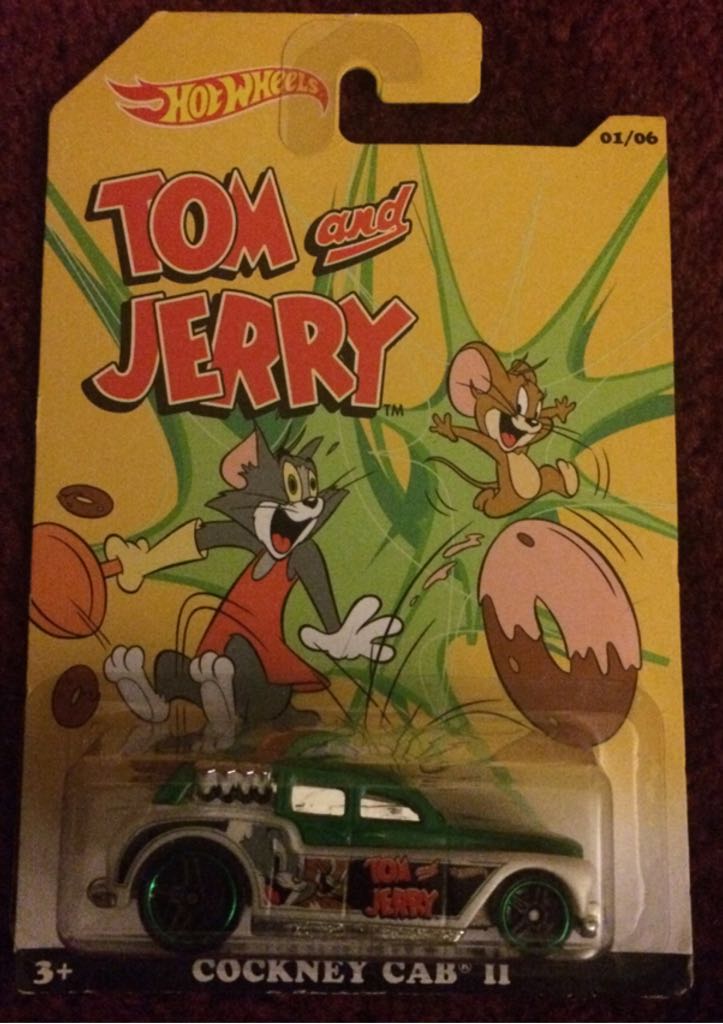 HOT WHEELS
01/06
TOM and
JERRY™
TOM and
JERRY
3+
COCKNEY CAB® II